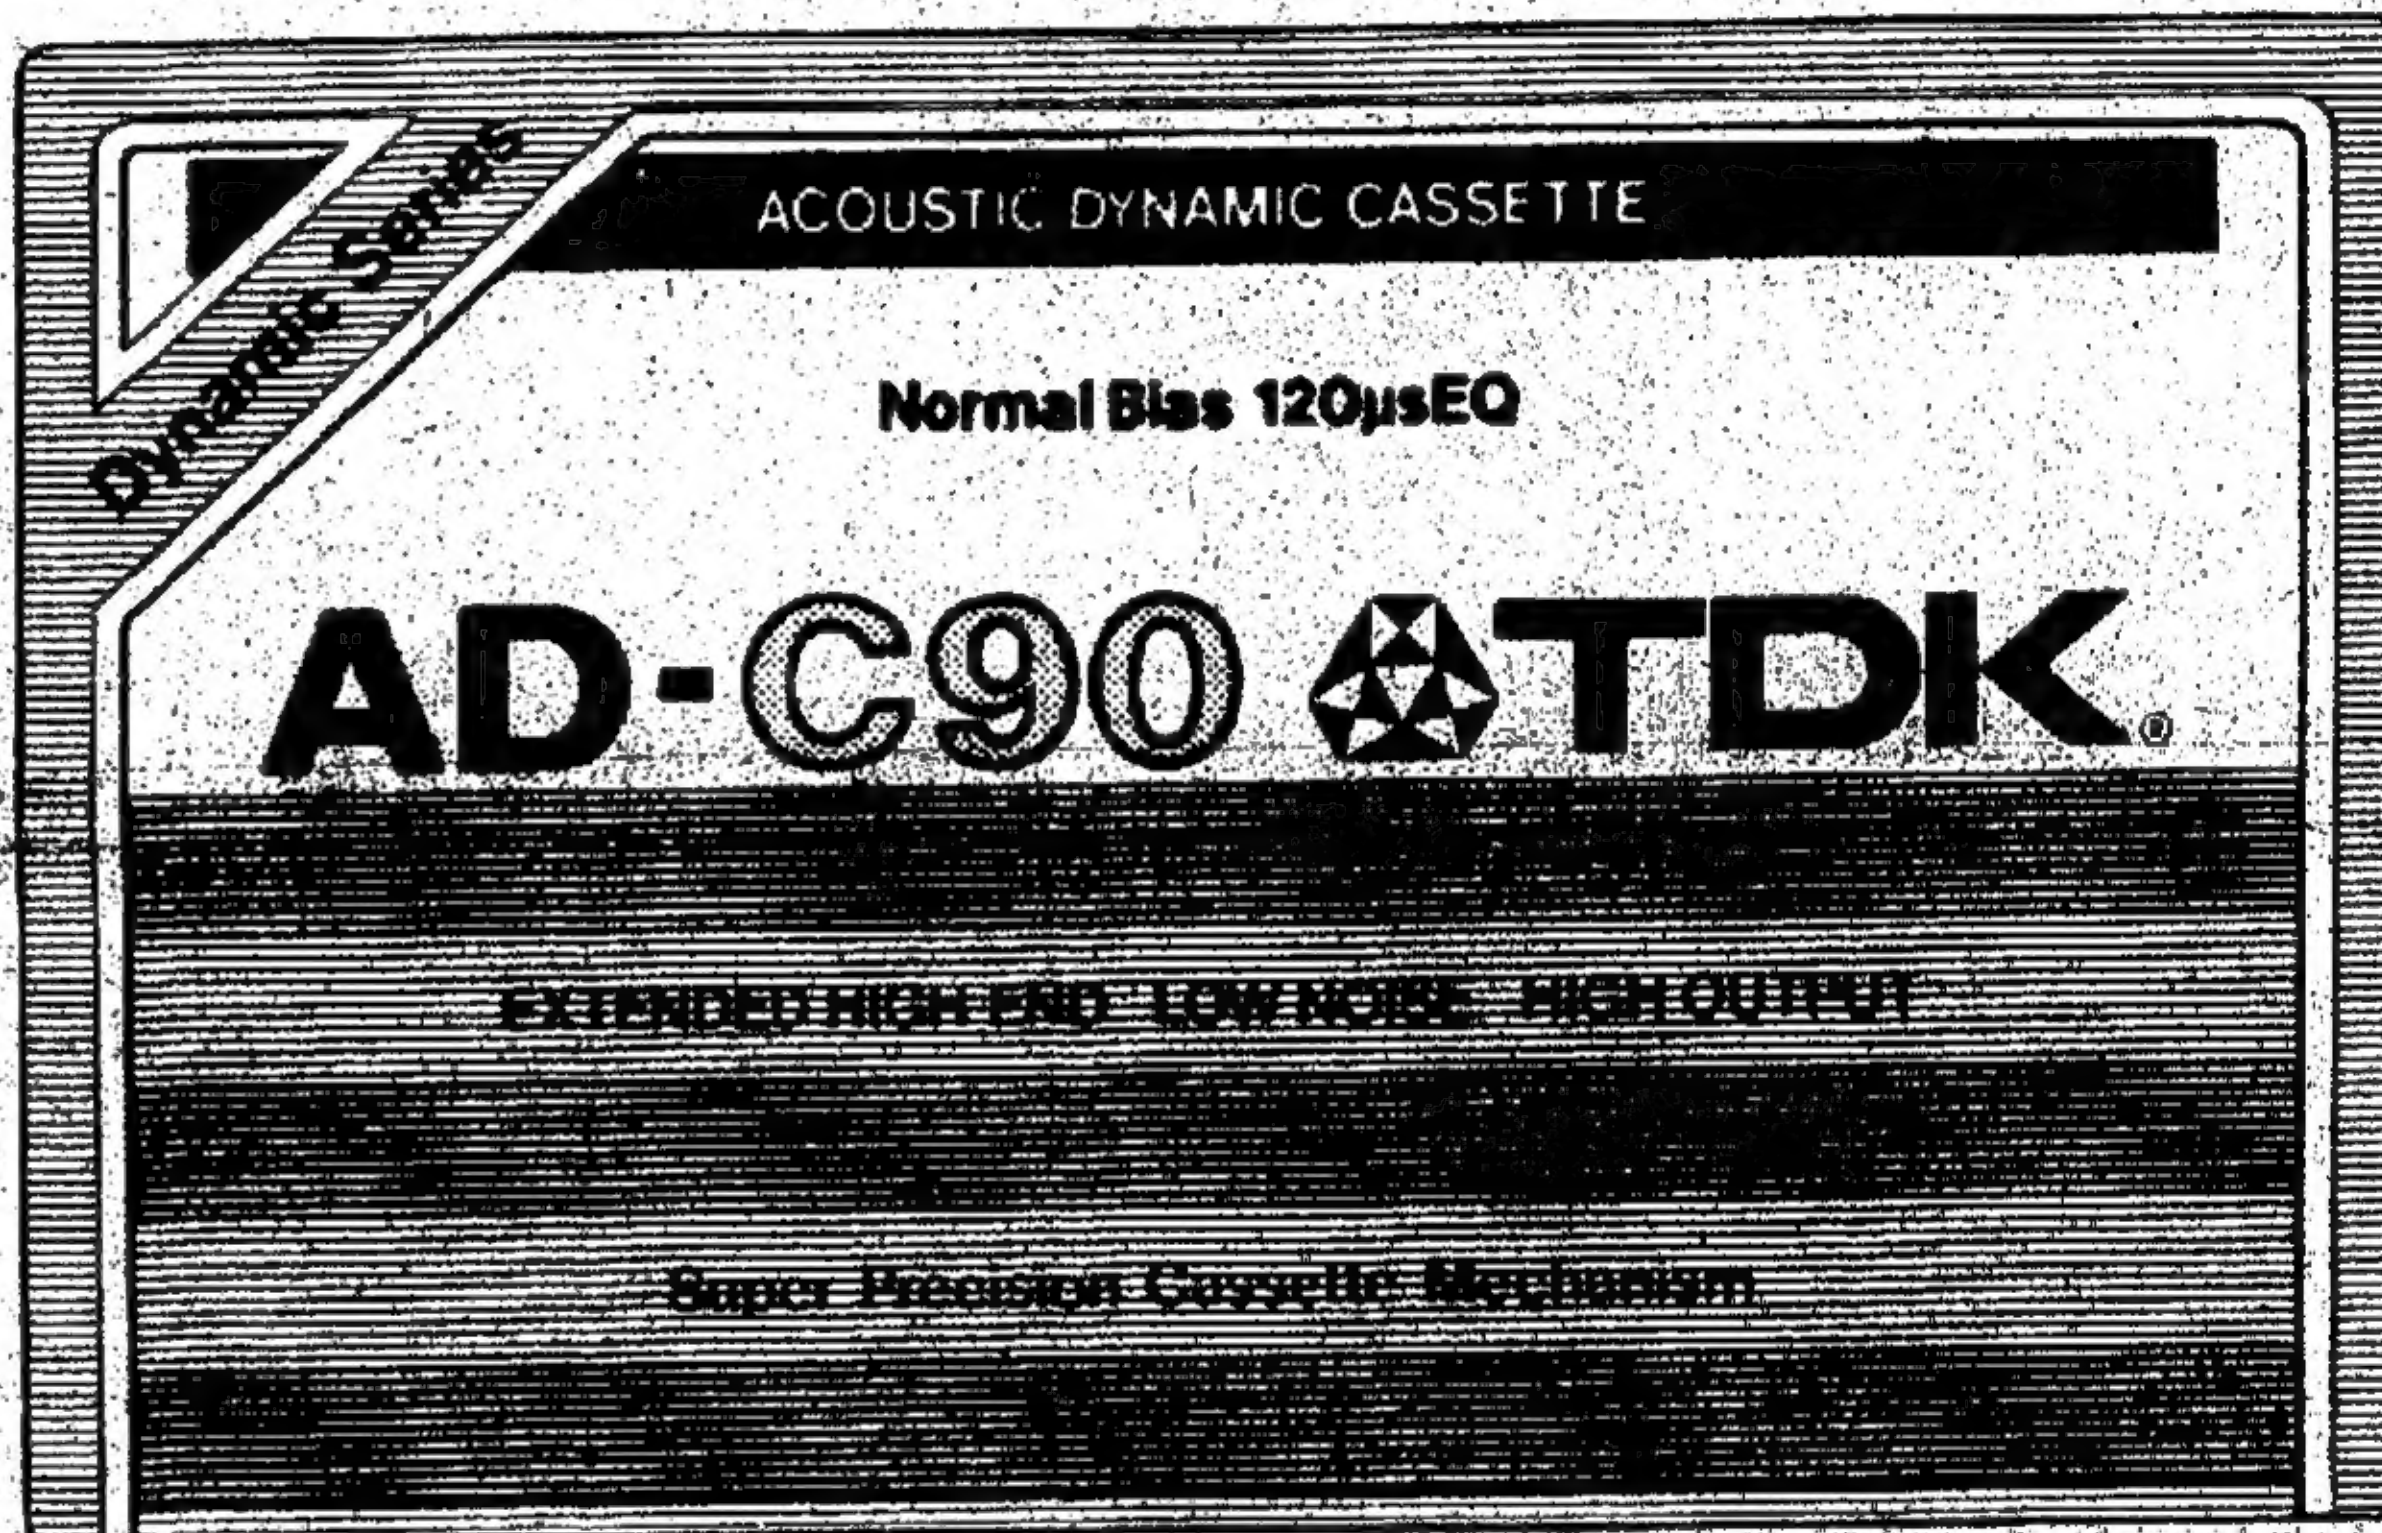 Dynamic Series
ACOUSTIC DYNAMIC CASSETTE
Normal Bias 120µsEQ
AD-C90 TDK®
EXTENDED HIGH END LOW NOISE HIGH OUTPUT
Super Precision Cassette Mechanism